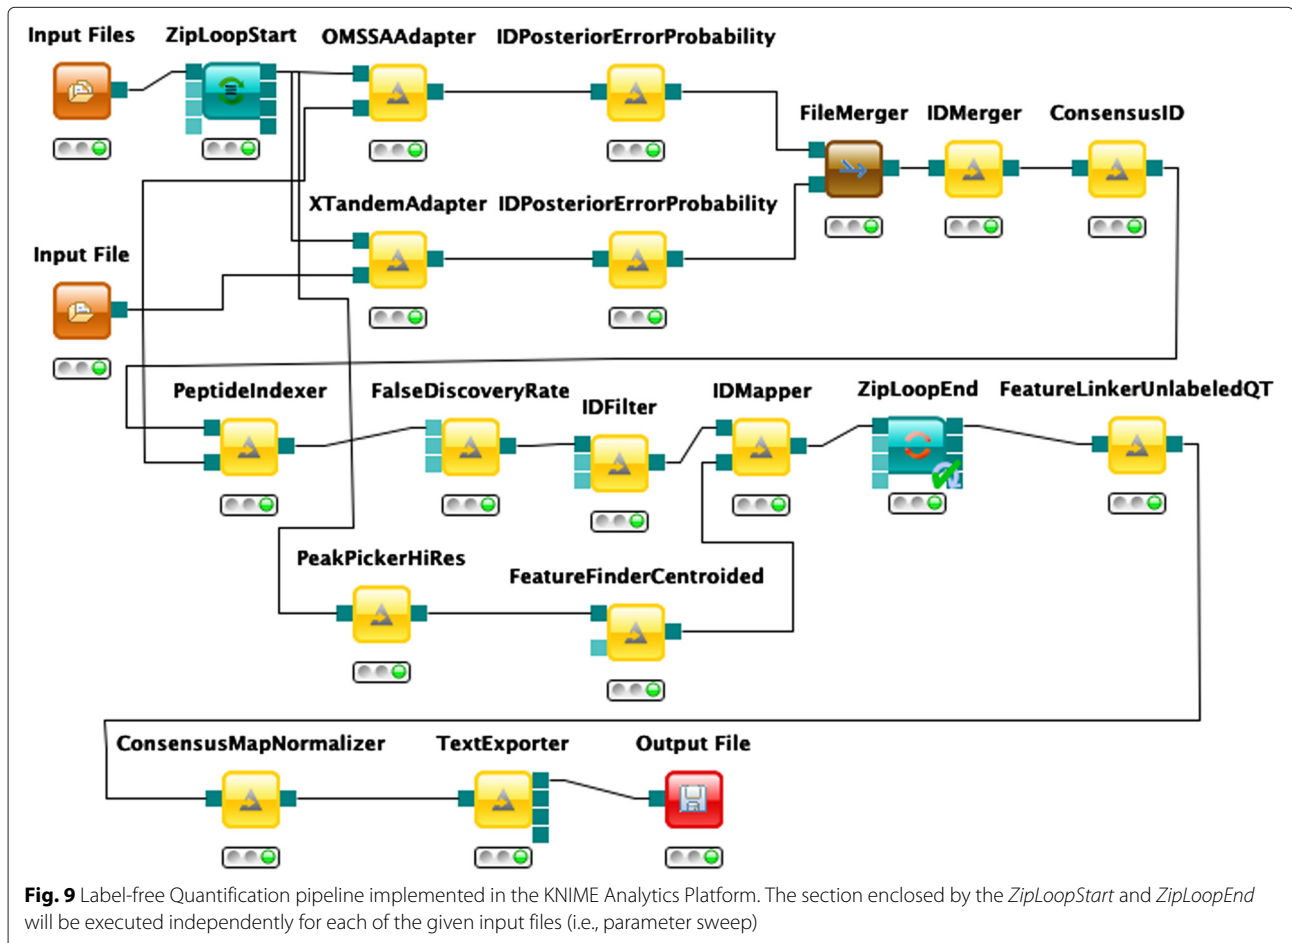 Input Files
ZipLoopStart
OMSSAAdapter
IDPosteriorErrorProbability
FileMerger
IDMerger
ConsensusID
XTandemAdapter
IDPosteriorErrorProbability
Input File
PeptideIndexer
FalseDiscoveryRate
IDFilter
IDMapper
ZipLoopEnd
FeatureLinkerUnlabeledQT
PeakPickerHiRes
FeatureFinderCentroided
ConsensusMapNormalizer
TextExporter
Output File
Fig. 9 Label-free Quantification pipeline implemented in the KNIME Analytics Platform. The section enclosed by the ZipLoopStart and ZipLoopEnd
will be executed independently for each of the given input files (i.e., parameter sweep)